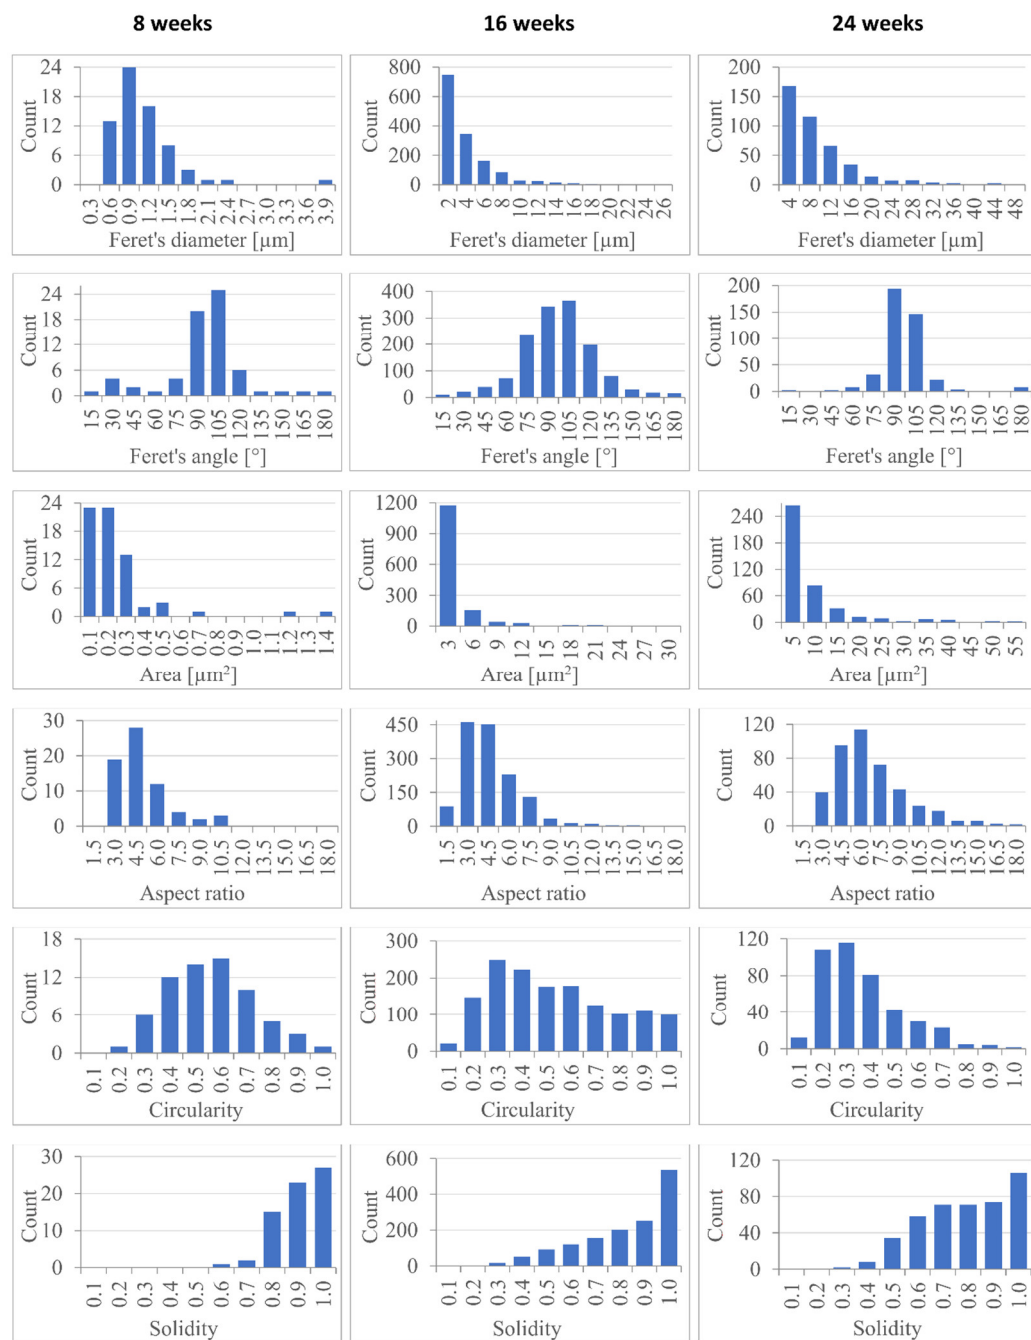 8 weeks 16 weeks 24 weeks
Count
24
18
12
6
0
0.3 0.6 0.9 1.2 1.5 1.8 2.1 2.4 2.7 3.0 3.3 3.6 3.9
Feret's diameter [µm]
Count
800
600
400
200
0
2 4 6 8 10 12 14 16 18 20 22 24 26
Feret's diameter [µm]
Count
200
150
100
50
0
4 8 12 16 20 24 28 32 36 40 44 48
Feret's diameter [µm]
Count
24
18
12
6
0
15 30 45 60 75 90 105 120 135 150 165 180
Feret's angle [°]
Count
400
300
200
100
0
15 30 45 60 75 90 105 120 135 150 165 180
Feret's angle [°]
Count
200
150
100
50
0
15 30 45 60 75 90 105 120 135 150 165 180
Feret's angle [°]
Count
24
18
12
6
0
0.1 0.2 0.3 0.4 0.5 0.6 0.7 0.8 0.9 1.0 1.1 1.2 1.3 1.4
Area [µm²]
Count
1200
900
600
300
0
3 6 9 12 15 18 21 24 27 30
Area [µm²]
Count
240
180
120
60
0
5 10 15 20 25 30 35 40 45 50 55
Area [µm²]
Count
30
20
10
0
1.5 3.0 4.5 6.0 7.5 9.0 10.5 12.0 13.5 15.0 16.5 18.0
Aspect ratio
Count
450
300
150
0
1.5 3.0 4.5 6.0 7.5 9.0 10.5 12.0 13.5 15.0 16.5 18.0
Aspect ratio
Count
120
80
40
0
1.5 3.0 4.5 6.0 7.5 9.0 10.5 12.0 13.5 15.0 16.5 18.0
Aspect ratio
Count
18
12
6
0
0.1 0.2 0.3 0.4 0.5 0.6 0.7 0.8 0.9 1.0
Circularity
Count
300
200
100
0
0.1 0.2 0.3 0.4 0.5 0.6 0.7 0.8 0.9 1.0
Circularity
Count
120
80
40
0
0.1 0.2 0.3 0.4 0.5 0.6 0.7 0.8 0.9 1.0
Circularity
Count
30
20
10
0
0.1 0.2 0.3 0.4 0.5 0.6 0.7 0.8 0.9 1.0
Solidity
Count
600
400
200
0
0.1 0.2 0.3 0.4 0.5 0.6 0.7 0.8 0.9 1.0
Solidity
Count
120
80
40
0
0.1 0.2 0.3 0.4 0.5 0.6 0.7 0.8 0.9 1.0
Solidity